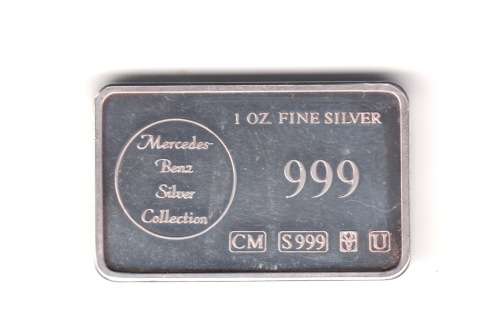 Mercedes-
Benz
Silver
Collection
1 OZ. FINE SILVER
999
CM S999 U